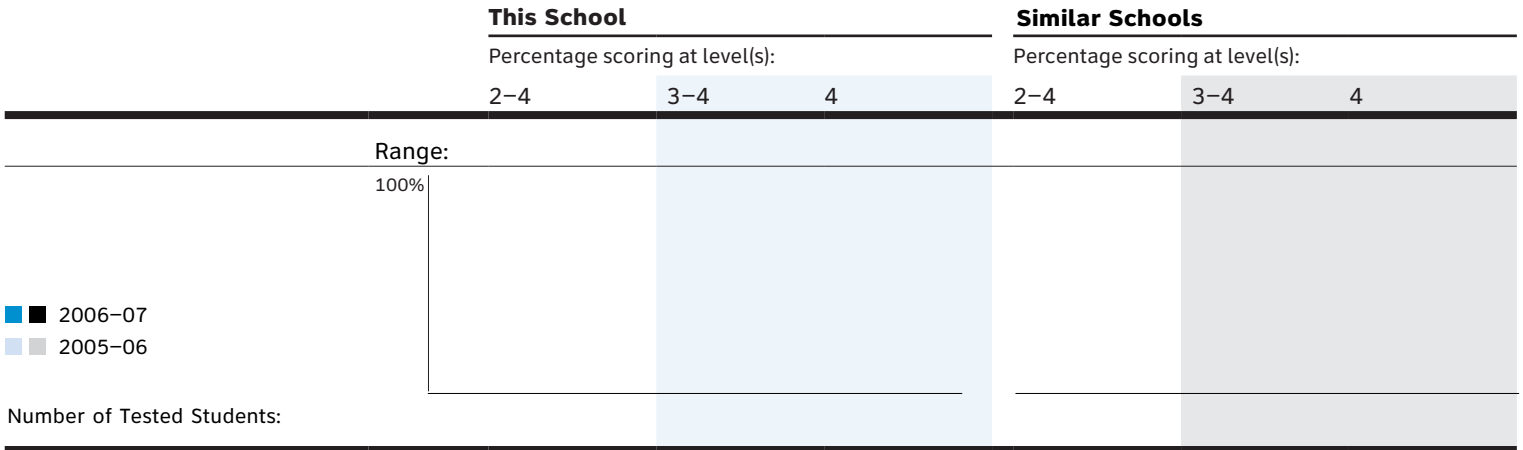 This School Similar Schools
Percentage scoring at level(s): Percentage scoring at level(s):
2–4 3–4 4 2–4 3–4 4
Range:
100%
2006–07
2005–06
Number of Tested Students: